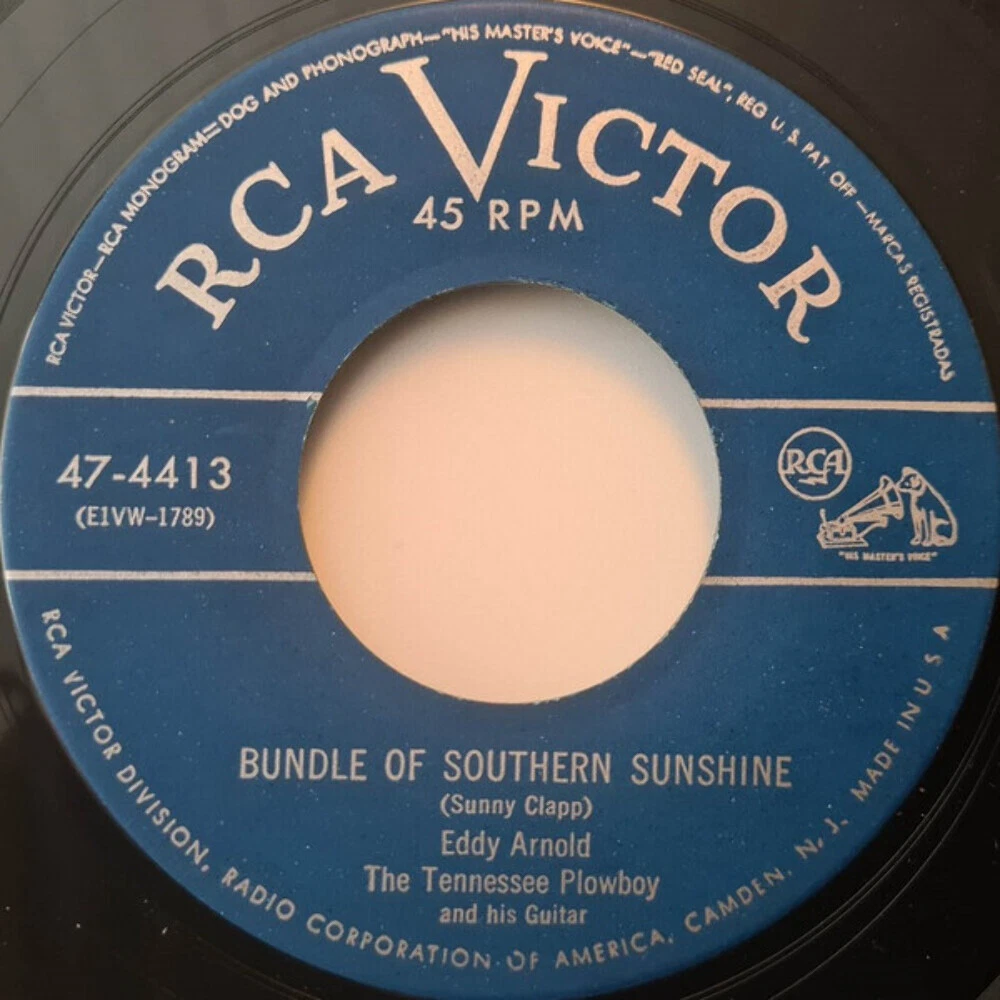 RCA VICTOR—RCA MONOGRAM—DOG AND PHONOGRAPH—"HIS MASTER'S VOICE"—"RED SEAL", REG U. S. PAT. OFF—MARCAS REGISTRADAS
RCA VICTOR
45 RPM
47-4413
(E1VW-1789)
RCA
"HIS MASTER'S VOICE"
BUNDLE OF SOUTHERN SUNSHINE
(Sunny Clapp)
Eddy Arnold
The Tennessee Plowboy
and his Guitar
RCA VICTOR DIVISION, RADIO CORPORATION OF AMERICA, CAMDEN, N. J. MADE IN U S A